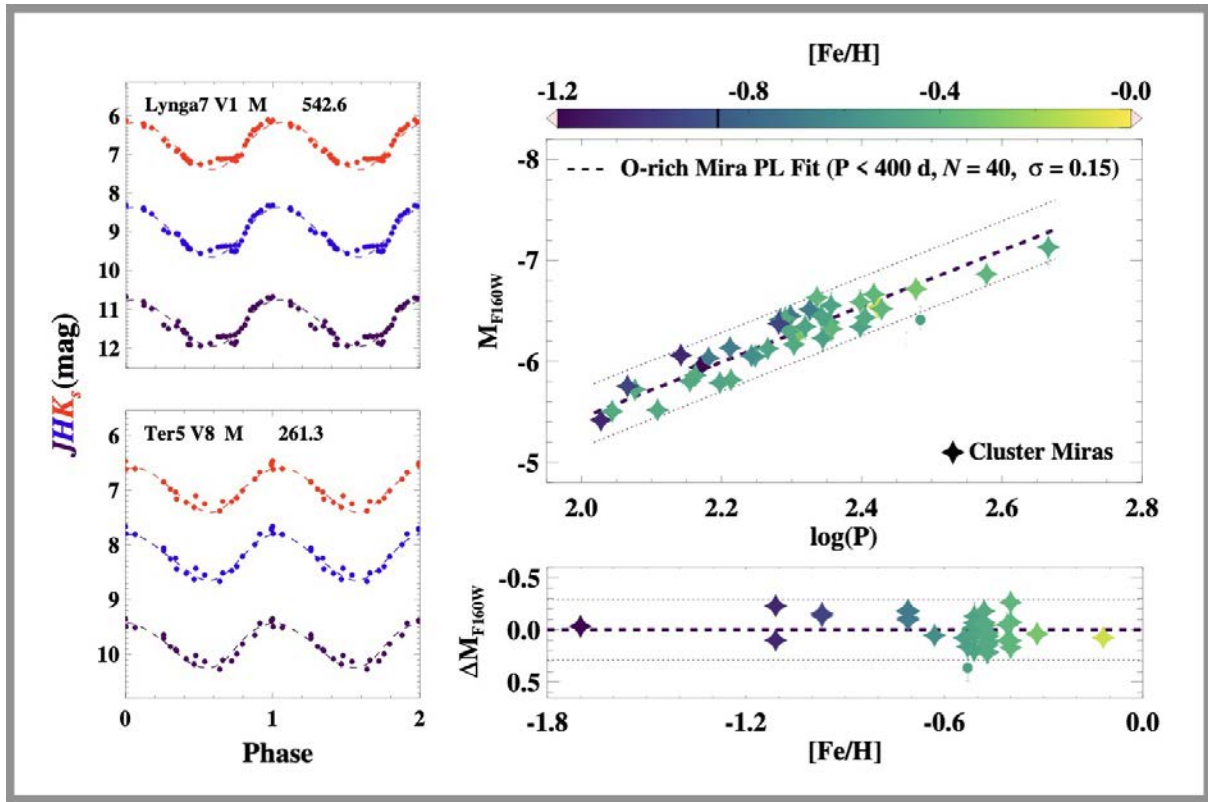 Lynga7 V1 M 542.6
6
7
8
9
10
11
12
Ter5 V8 M 261.3
6
7
8
9
10
0 1 2
Phase
JHKs(mag)
[Fe/H]
-1.2 -0.8 -0.4 -0.0
O-rich Mira PL Fit (P < 400 d, N = 40, σ = 0.15)
-8
-7
-6
-5
MF160W
Cluster Miras
2.0 2.2 2.4 2.6 2.8
log(P)
-0.5
0.0
0.5
ΔMF160W
-1.8 -1.2 -0.6 0.0
[Fe/H]